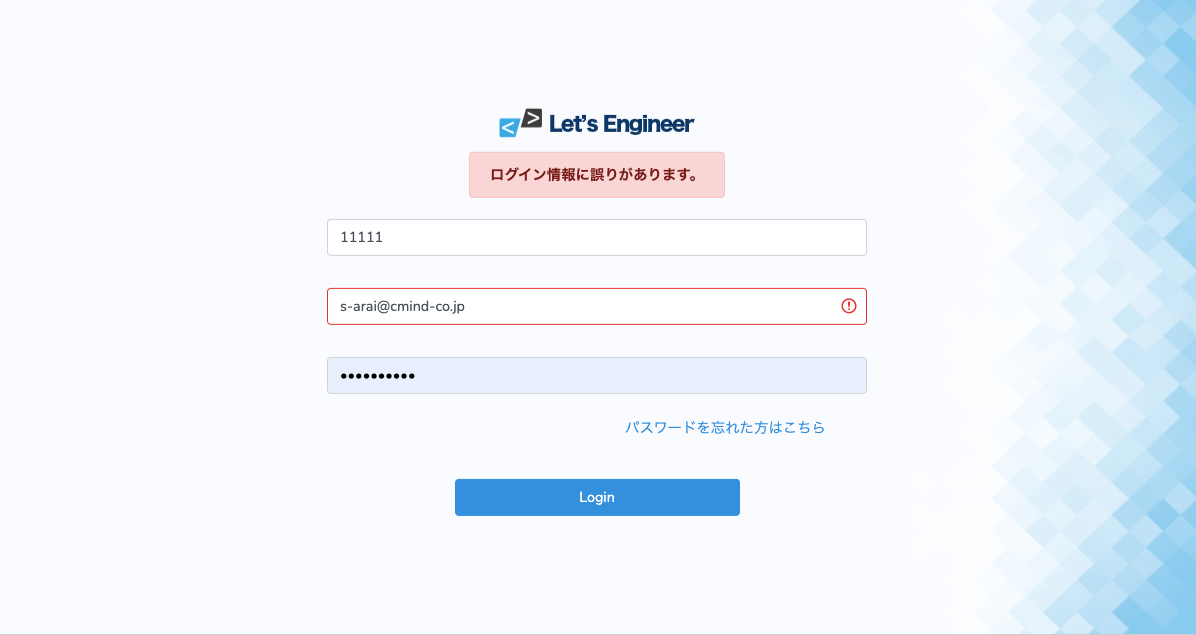 Let's Engineer
ログイン情報に誤りがあります。
11111
s-arai@cmind-co.jp
••••••••••
パスワードを忘れた方はこちら
Login